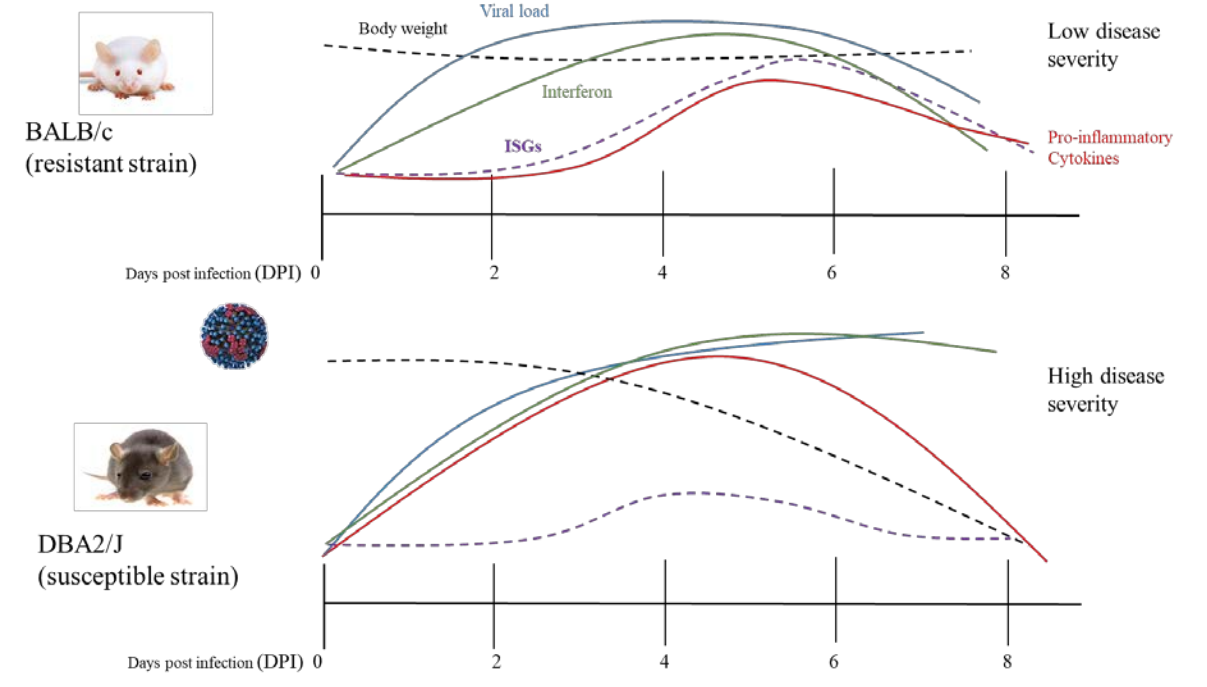 Viral load
Body weight
Low disease
severity
Interferon
BALB/c
(resistant strain)
ISGs
Pro-inflammatory
Cytokines
Days post infection (DPI) 0 2 4 6 8
High disease
severity
DBA2/J
(susceptible strain)
Days post infection (DPI) 0 2 4 6 8